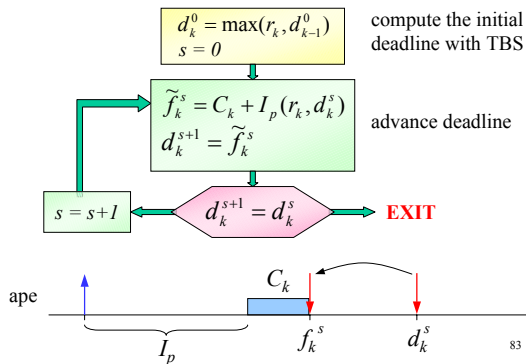 d_k^0 = max(r_k, d_{k-1}^0)
s = 0
compute the initial
deadline with TBS
f̃_k^s = C_k + I_p(r_k, d_k^s)
d_k^{s+1} = f̃_k^s
advance deadline
s = s+1
d_k^{s+1} = d_k^s
EXIT
C_k
ape
I_p
f_k^s
d_k^s
83